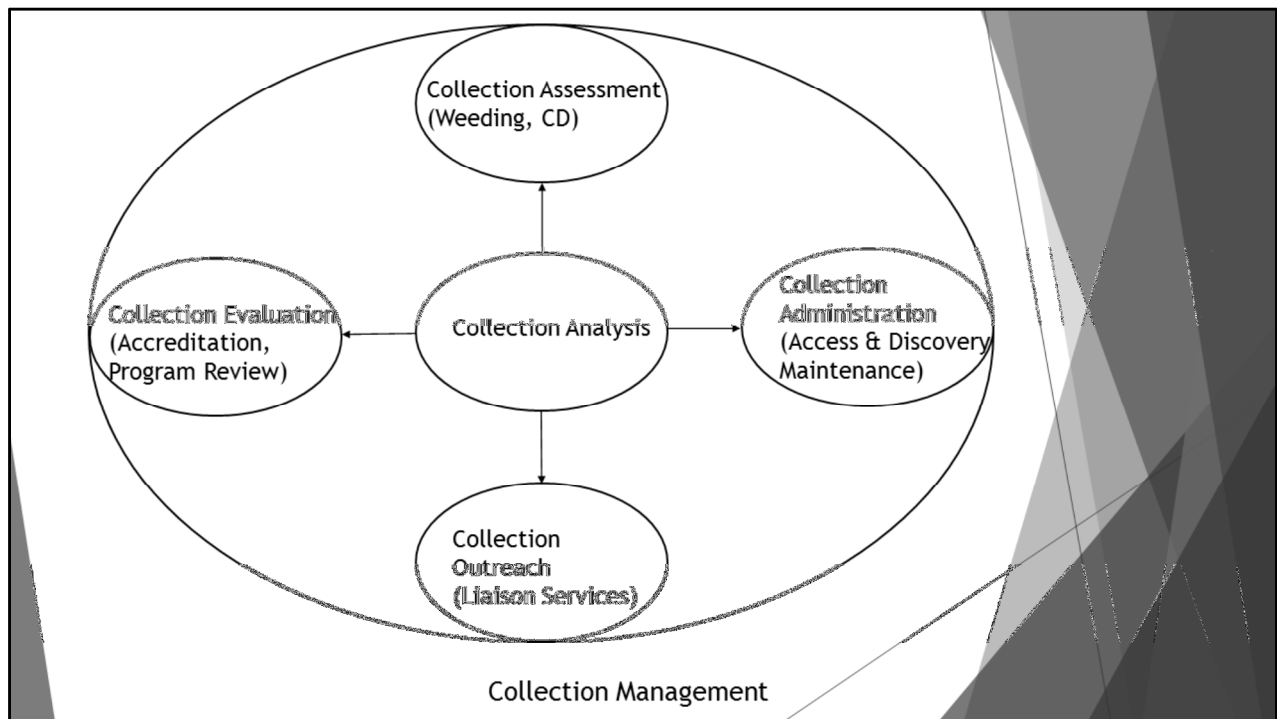 Collection Assessment
(Weeding, CD)
Collection Evaluation
(Accreditation,
Program Review)
Collection Analysis
Collection
Administration
(Access & Discovery
Maintenance)
Collection
Outreach
(Liaison Services)
Collection Management